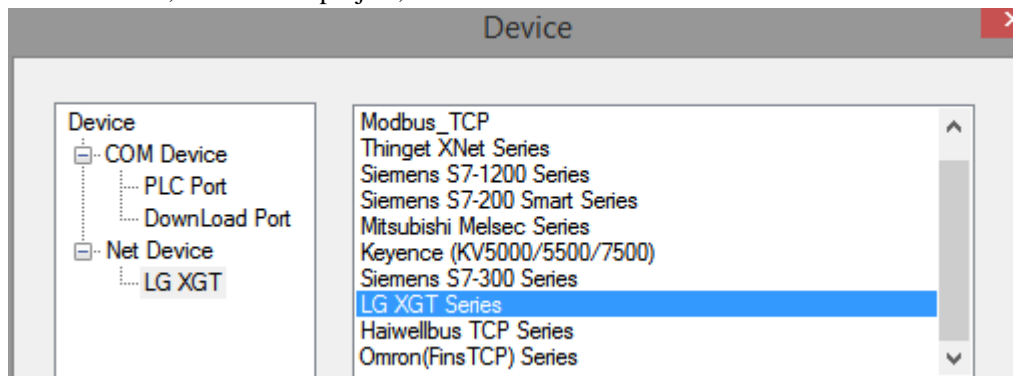 Device
Device
COM Device
PLC Port
DownLoad Port
Net Device
LG XGT
Modbus_TCP
Thinget XNet Series
Siemens S7-1200 Series
Siemens S7-200 Smart Series
Mitsubishi Melsec Series
Keyence (KV5000/5500/7500)
Siemens S7-300 Series
LG XGT Series
Haiwellbus TCP Series
Omron(FinsTCP) Series